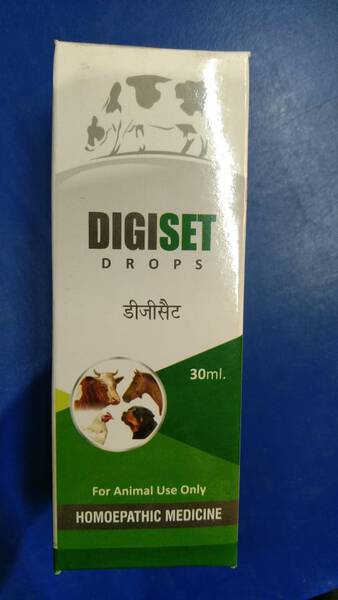 DIGISET
DROPS
डीजीसैट
30ml.
For Animal Use Only
HOMOEPATHIC MEDICINE